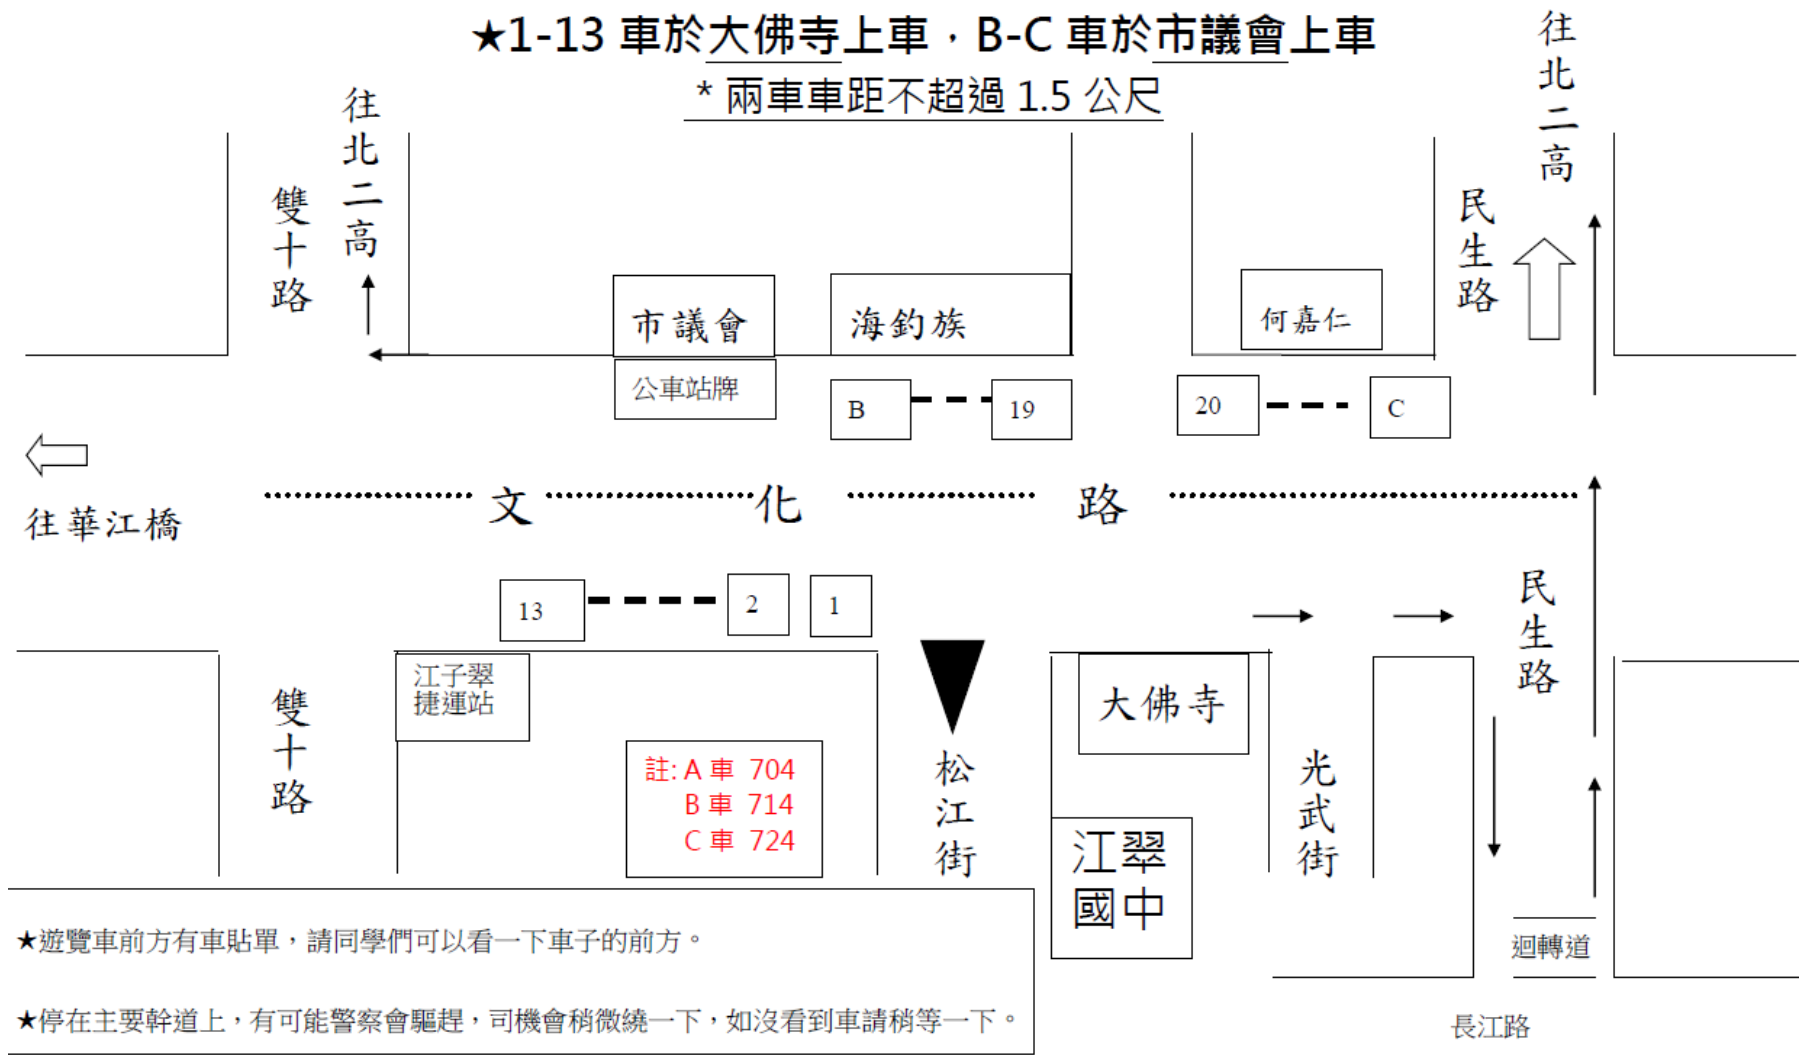 ★1-13 車於大佛寺上車，B-C 車於市議會上車
* 兩車車距不超過 1.5 公尺
往北二高
往北二高
雙十路
民生路
市議會
海釣族
何嘉仁
公車站牌
B
19
20
C
往華江橋
文化路
13
2
1
民生路
江子翠
捷運站
雙十路
大佛寺
註: A 車 704
B 車 714
C 車 724
松江街
光武街
江翠
國中
迴轉道
長江路
★遊覽車前方有車貼單，請同學們可以看一下車子的前方。
★停在主要幹道上，有可能警察會驅趕，司機會稍微繞一下，如沒看到車請稍等一下。